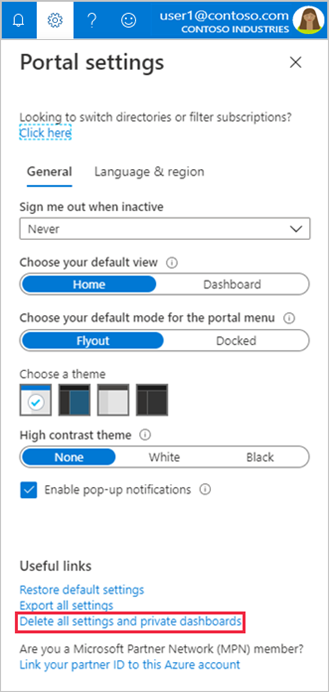 user1@contoso.com
CONTOSO INDUSTRIES
Portal settings
Looking to switch directories or filter subscriptions?
Click here
General Language & region
Sign me out when inactive
Never
Choose your default view
Home Dashboard
Choose your default mode for the portal menu
Flyout Docked
Choose a theme
High contrast theme
None White Black
Enable pop-up notifications
Useful links
Restore default settings
Export all settings
Delete all settings and private dashboards
Are you a Microsoft Partner Network (MPN) member?
Link your partner ID to this Azure account